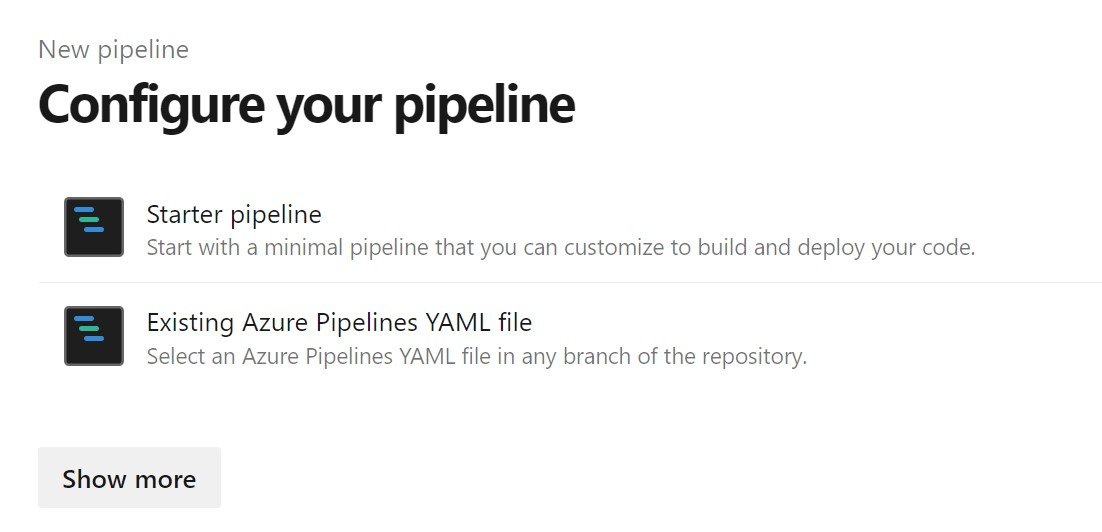 New pipeline
Configure your pipeline
Starter pipeline
Start with a minimal pipeline that you can customize to build and deploy your code.
Existing Azure Pipelines YAML file
Select an Azure Pipelines YAML file in any branch of the repository.
Show more